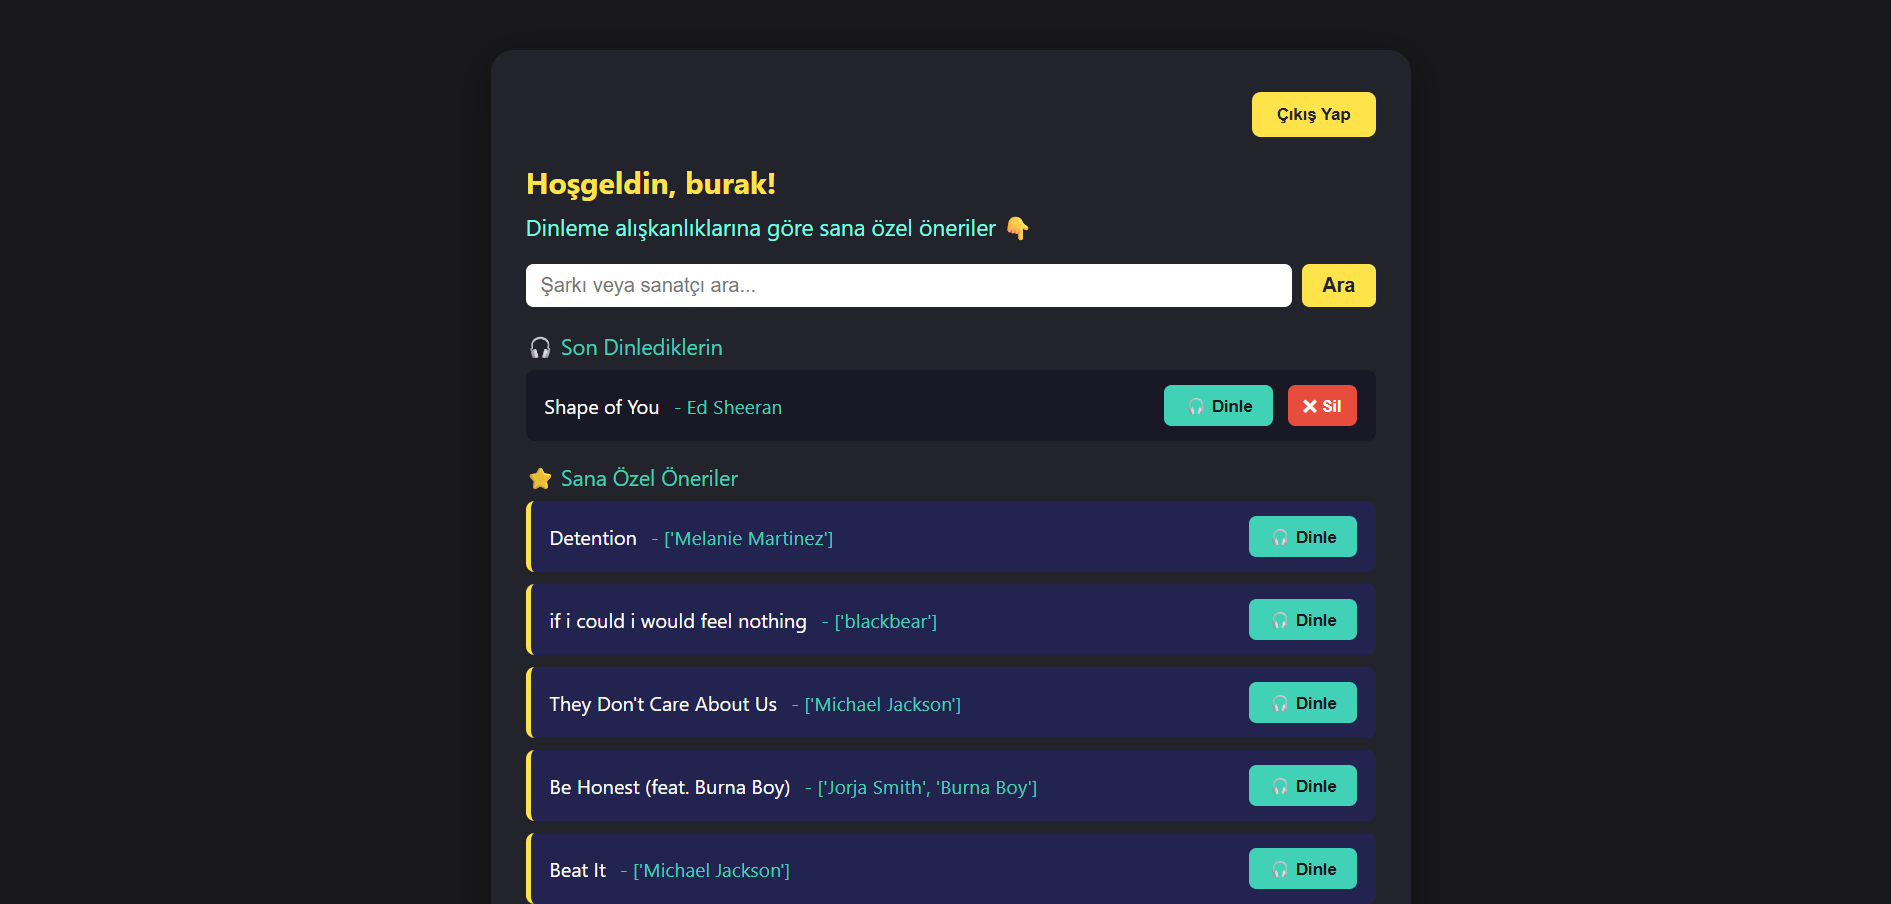 Çıkış Yap
Hoşgeldin, burak!
Dinleme alışkanlıklarına göre sana özel öneriler 👇
Şarkı veya sanatçı ara... Ara
🎧 Son Dinlediklerin
Shape of You - Ed Sheeran 🎧 Dinle ❌ Sil
⭐ Sana Özel Öneriler
Detention - ['Melanie Martinez'] 🎧 Dinle
if i could i would feel nothing - ['blackbear'] 🎧 Dinle
They Don't Care About Us - ['Michael Jackson'] 🎧 Dinle
Be Honest (feat. Burna Boy) - ['Jorja Smith', 'Burna Boy'] 🎧 Dinle
Beat It - ['Michael Jackson'] 🎧 Dinle